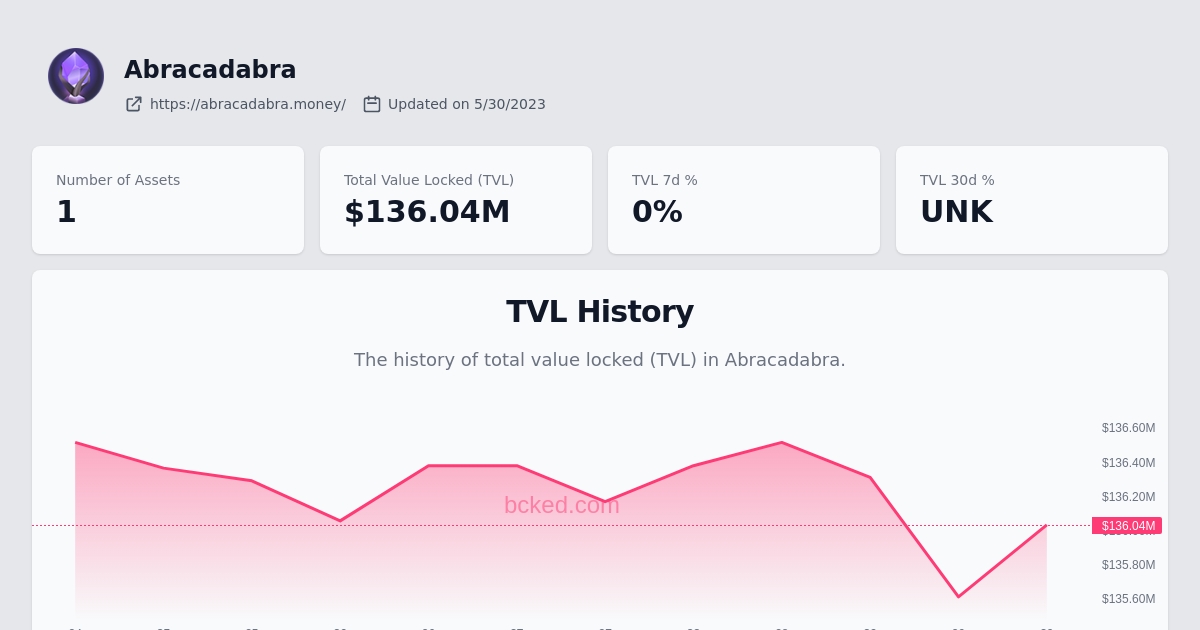 Abracadabra
https://abracadabra.money/ Updated on 5/30/2023
Number of Assets
1
Total Value Locked (TVL)
$136.04M
TVL 7d %
0%
TVL 30d %
UNK
TVL History
The history of total value locked (TVL) in Abracadabra.
$136.60M
$136.40M
$136.20M
bcked.com
$136.04M
$135.80M
$135.60M